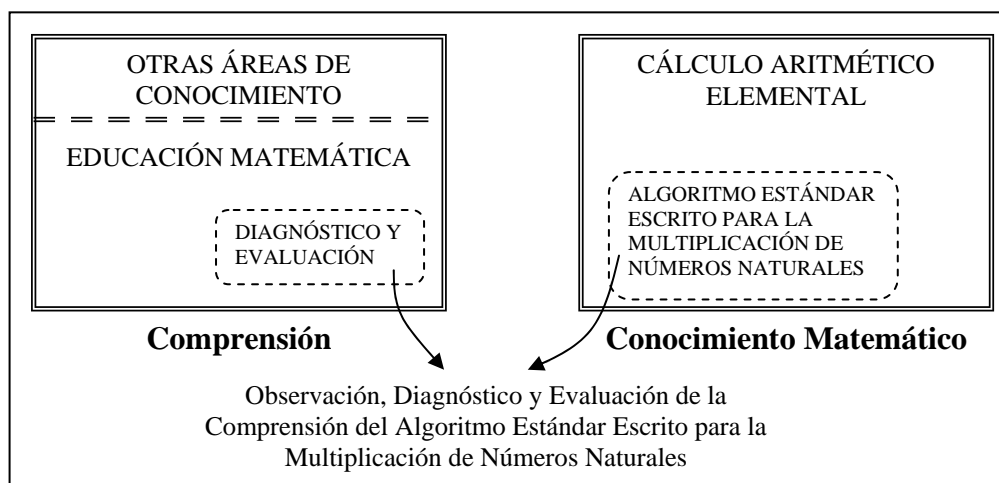 OTRAS ÁREAS DE
CONOCIMIENTO
EDUCACIÓN MATEMÁTICA
DIAGNÓSTICO Y
EVALUACIÓN
Comprensión
CÁLCULO ARITMÉTICO
ELEMENTAL
ALGORITMO ESTÁNDAR
ESCRITO PARA LA
MULTIPLICACIÓN DE
NÚMEROS NATURALES
Conocimiento Matemático
Observación, Diagnóstico y Evaluación de la
Comprensión del Algoritmo Estándar Escrito para la
Multiplicación de Números Naturales